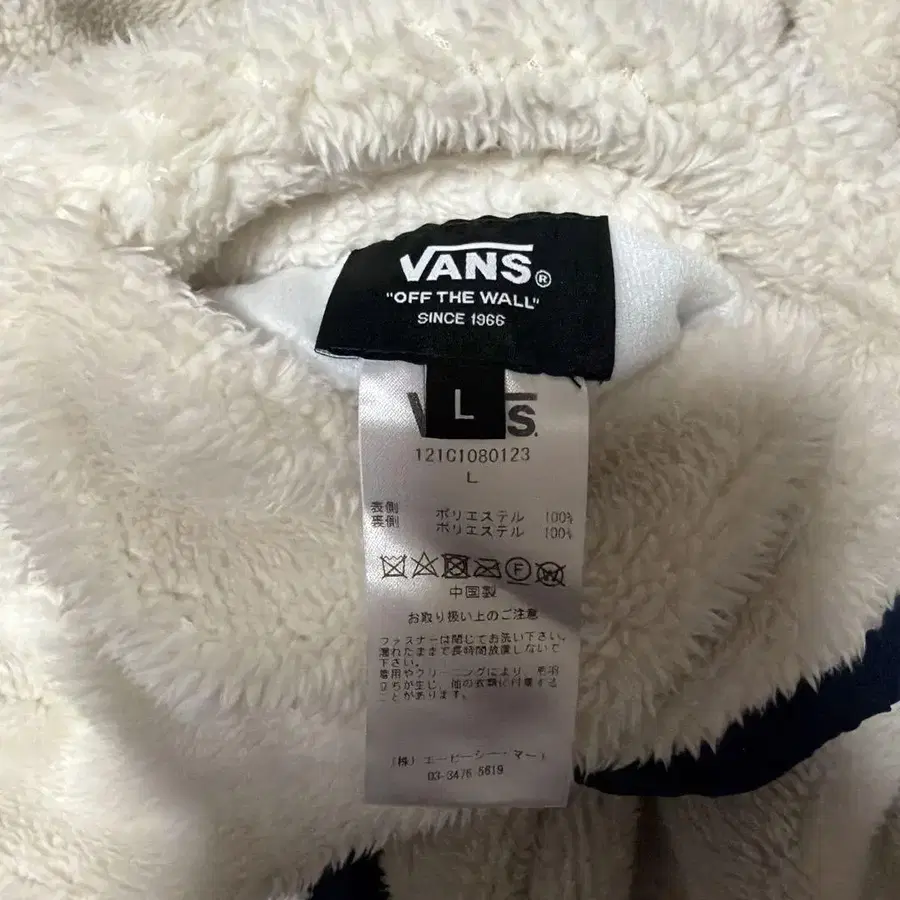 VANS®
"OFF THE WALL"
SINCE 1966
L
121C1080123
L
表側 ポリエステル 100%
裏側 ポリエステル 100%
中国製
お取り扱い上のご注意
ファスナーは閉じてお洗い下さい。
濡れたままで長時間放置しないで
下さい。
着用やクリーニングにより、毛羽
立ちが生じ、他の衣類に付着する
ことがあります。
(株)エービーシー・マート
03-3476-5619